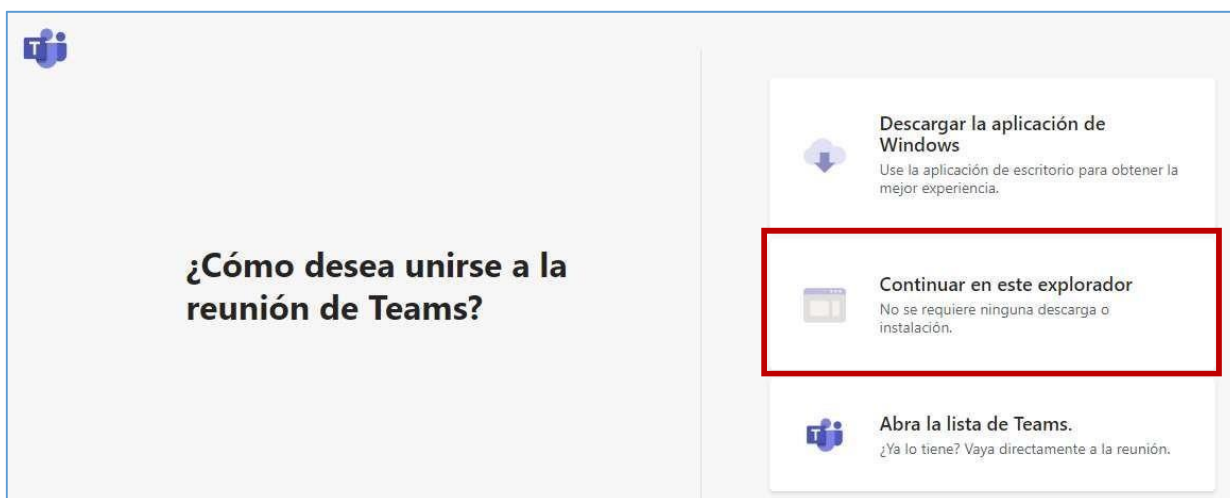 ¿Cómo desea unirse a la
reunión de Teams?
Descargar la aplicación de
Windows
Use la aplicación de escritorio para obtener la
mejor experiencia.
Continuar en este explorador
No se requiere ninguna descarga o
instalación.
Abra la lista de Teams.
¿Ya lo tiene? Vaya directamente a la reunión.